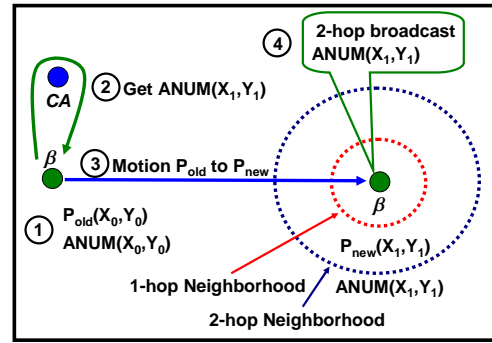 4
2-hop broadcast
ANUM(X1,Y1)
2 Get ANUM(X1,Y1)
CA
β
3 Motion Pold to Pnew
1
Pold(X0,Y0)
ANUM(X0,Y0)
β
Pnew(X1,Y1)
1-hop Neighborhood
ANUM(X1,Y1)
2-hop Neighborhood